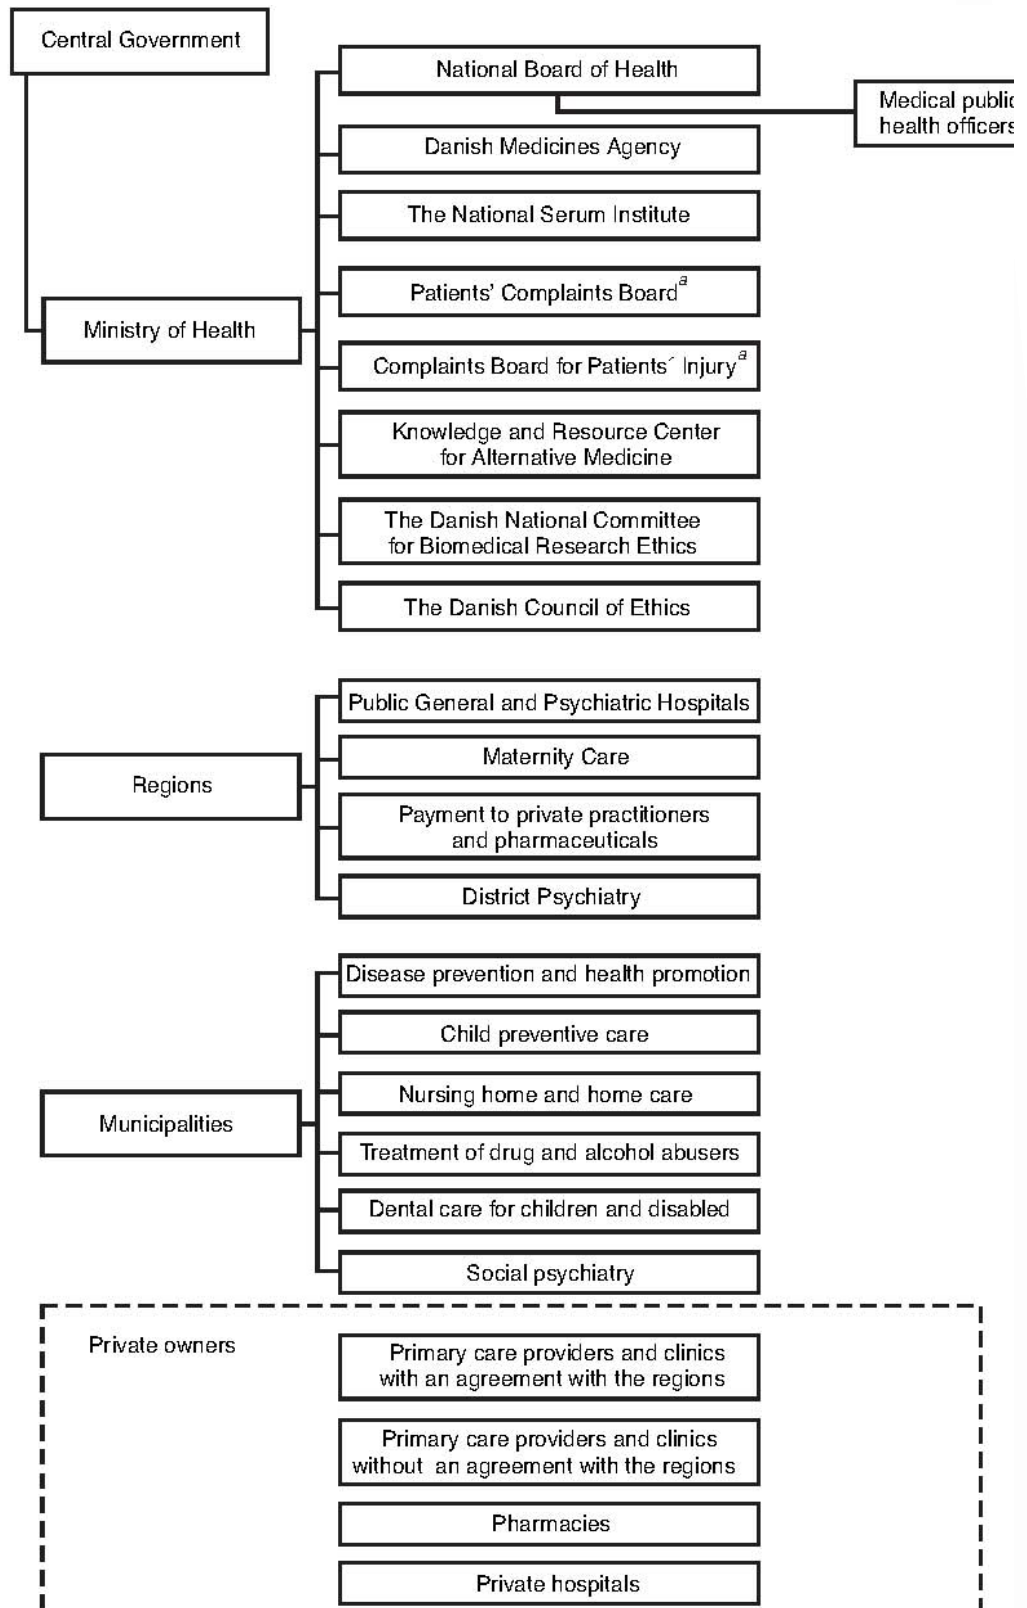 Central Government
National Board of Health
Medical public
health officers
Danish Medicines Agency
The National Serum Institute
Patients' Complaints Board a
Ministry of Health
Complaints Board for Patients´ Injury a
Knowledge and Resource Center
for Alternative Medicine
The Danish National Committee
for Biomedical Research Ethics
The Danish Council of Ethics
Public General and Psychiatric Hospitals
Maternity Care
Regions
Payment to private practitioners
and pharmaceuticals
District Psychiatry
Disease prevention and health promotion
Child preventive care
Nursing home and home care
Municipalities
Treatment of drug and alcohol abusers
Dental care for children and disabled
Social psychiatry
Private owners
Primary care providers and clinics
with an agreement with the regions
Primary care providers and clinics
without an agreement with the regions
Pharmacies
Private hospitals